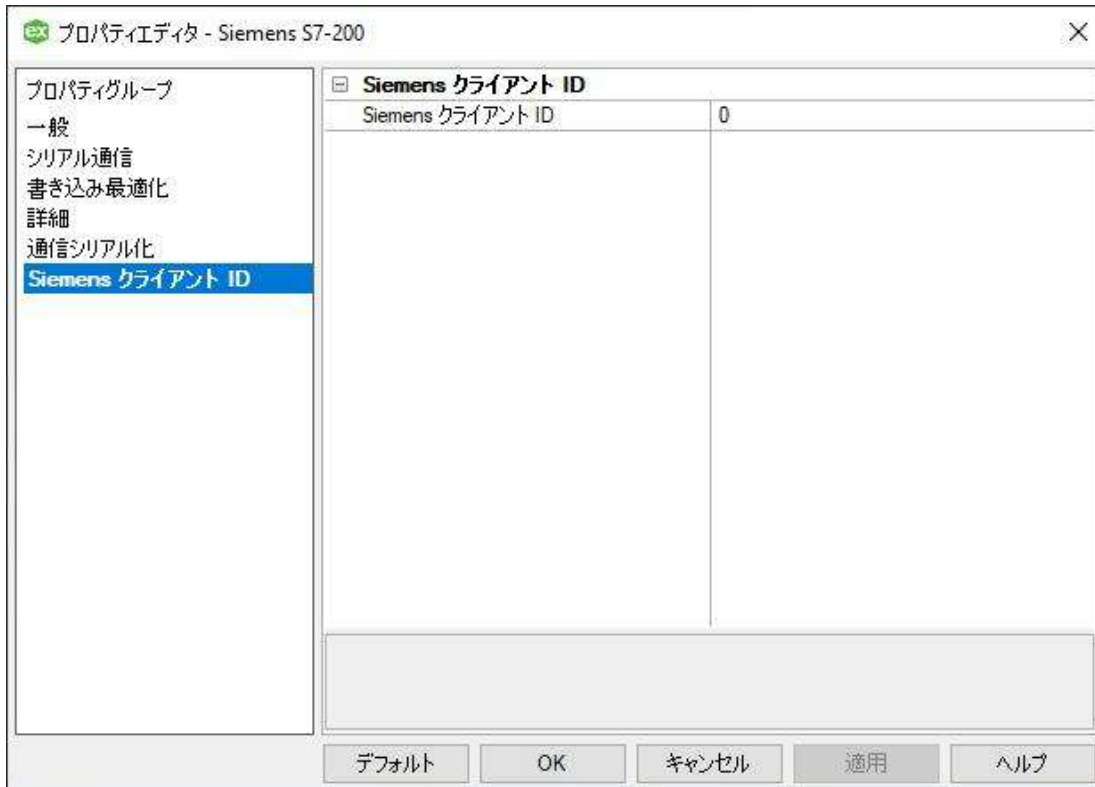 ex プロパティエディタ - Siemens S7-200
プロパティグループ
一般
シリアル通信
書き込み最適化
詳細
通信シリアル化
Siemens クライアント ID
Siemens クライアント ID
Siemens クライアント ID 0
デフォルト OK キャンセル 適用 ヘルプ